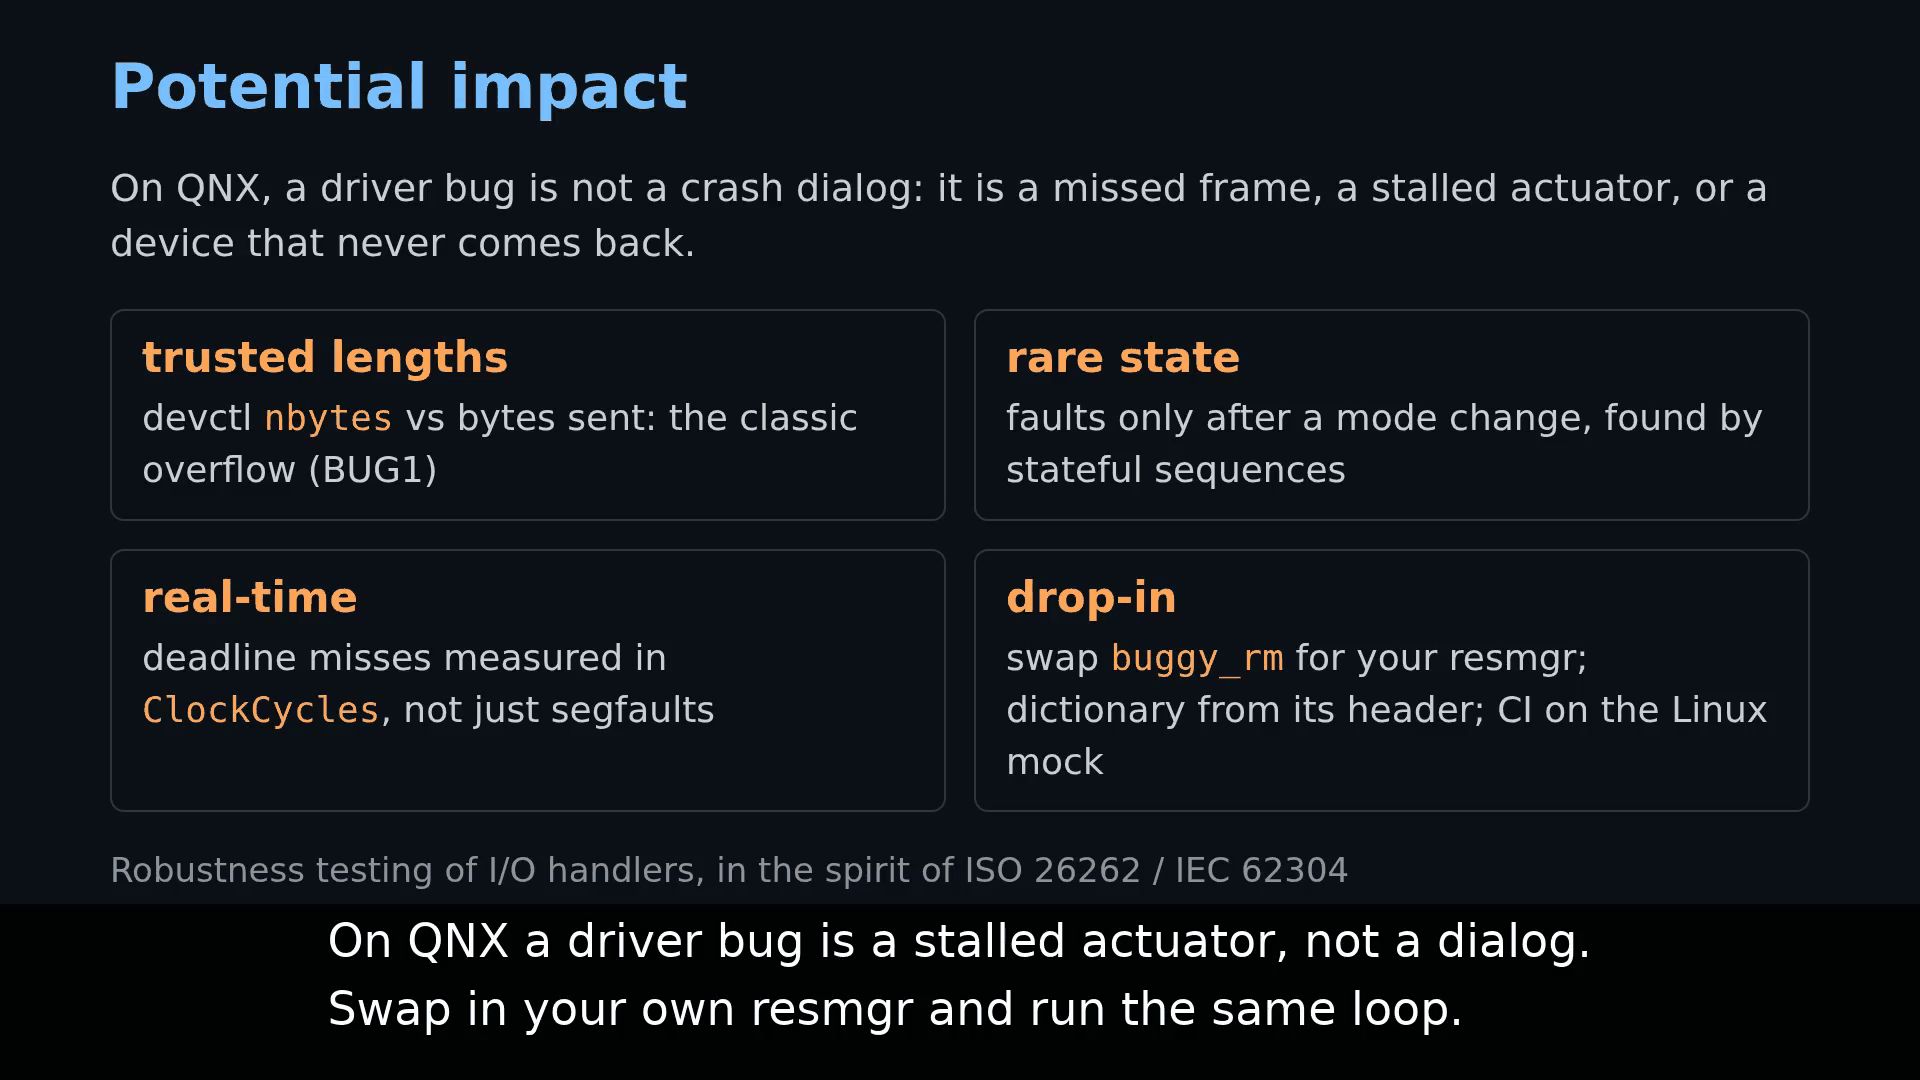 Potential impact
On QNX, a driver bug is not a crash dialog: it is a missed frame, a stalled actuator, or a
device that never comes back.
trusted lengths
devctl nbytes vs bytes sent: the classic
overflow (BUG1)
rare state
faults only after a mode change, found by
stateful sequences
real-time
deadline misses measured in
ClockCycles, not just segfaults
drop-in
swap buggy_rm for your resmgr;
dictionary from its header; CI on the Linux
mock
Robustness testing of I/O handlers, in the spirit of ISO 26262 / IEC 62304
On QNX a driver bug is a stalled actuator, not a dialog.
Swap in your own resmgr and run the same loop.